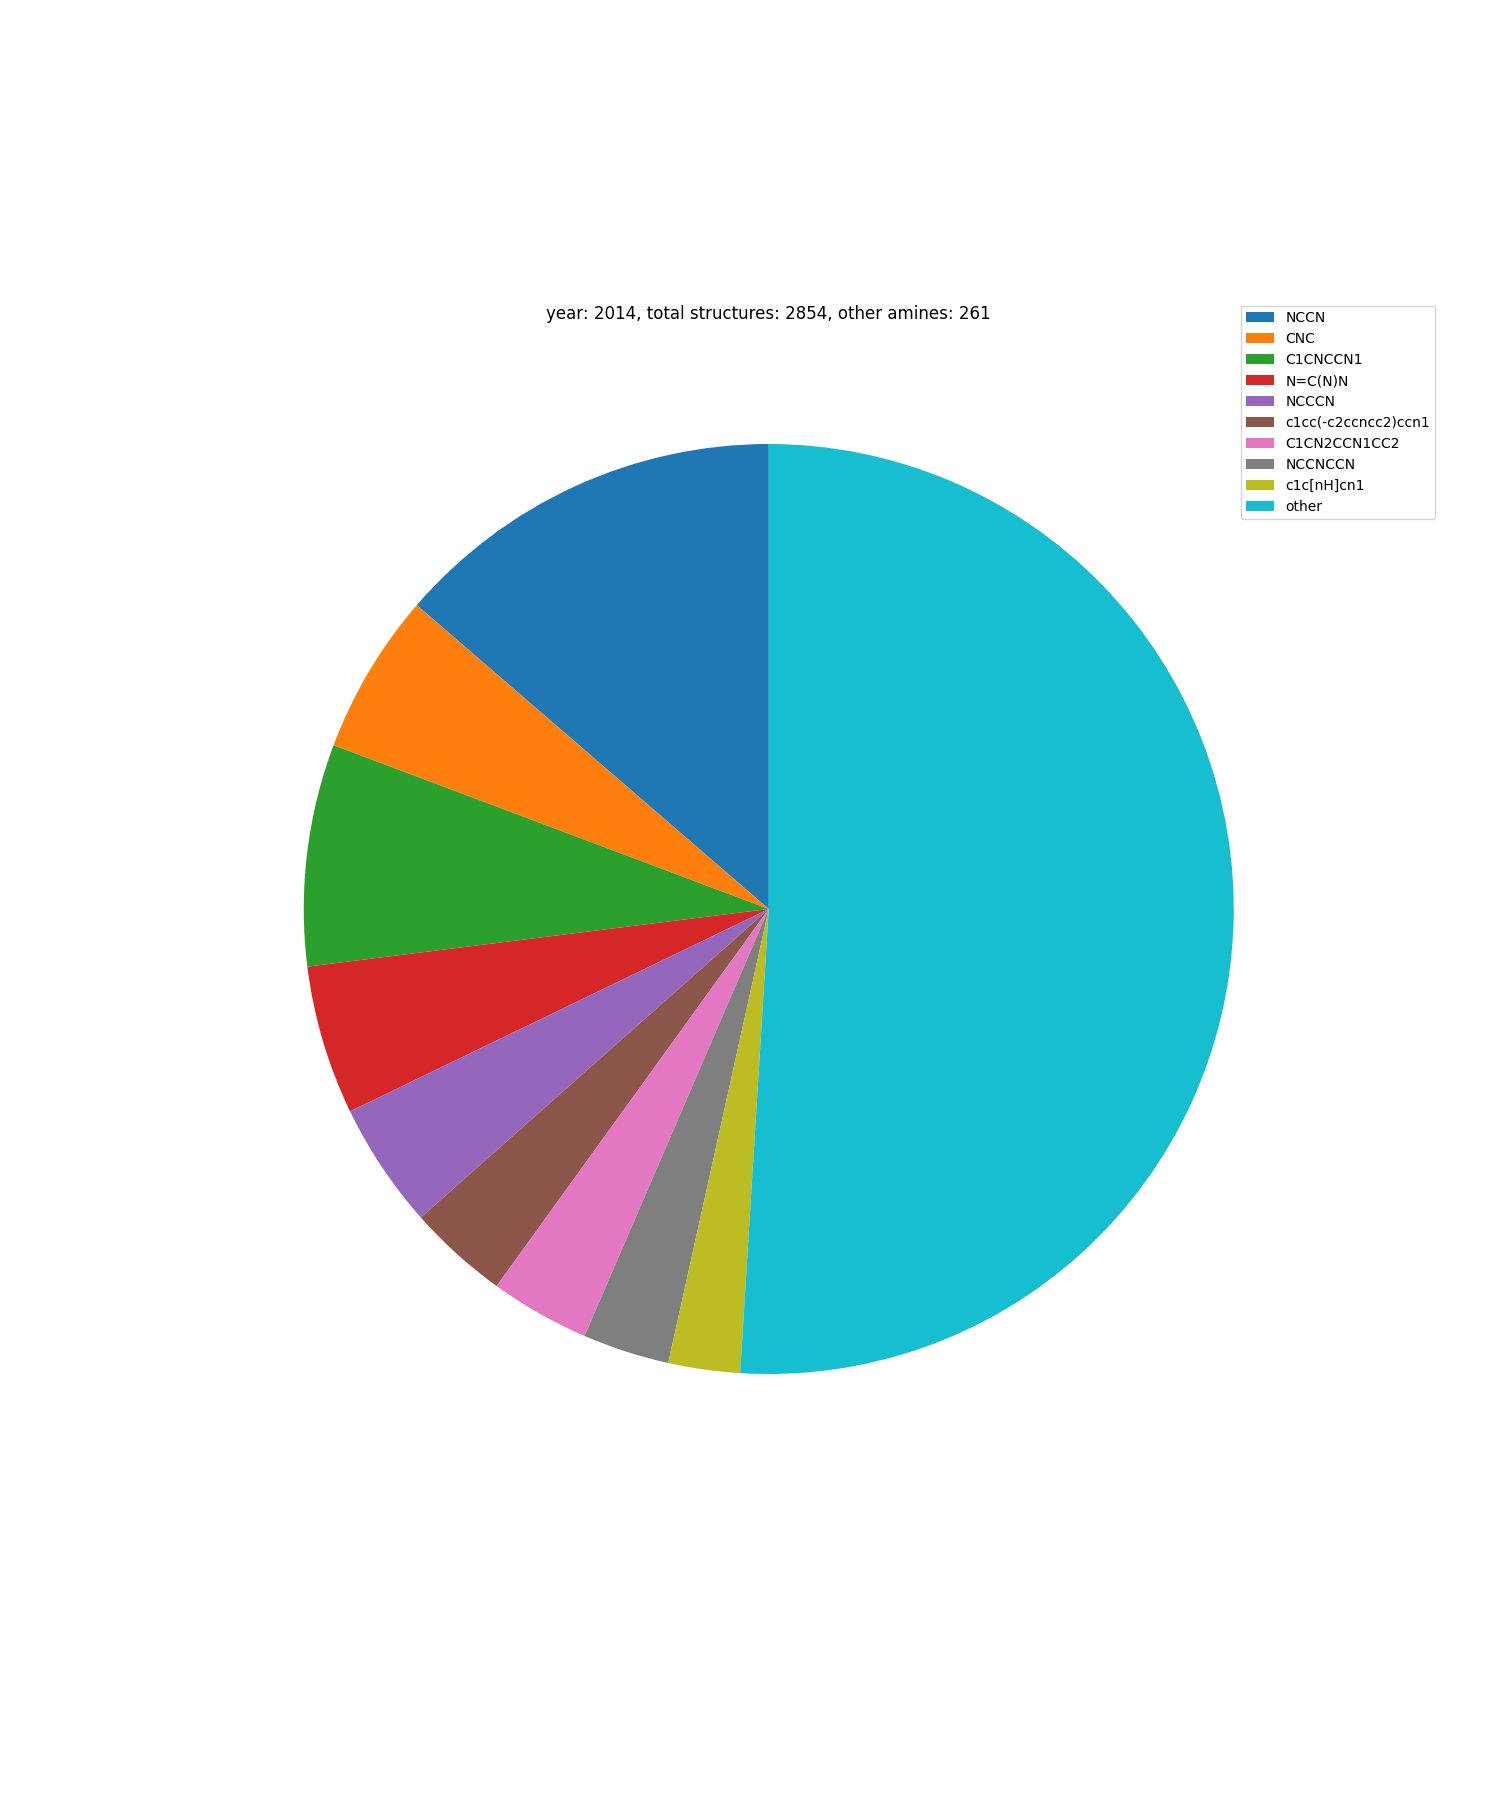 year: 2014, total structures: 2854, other amines: 261
NCCN
CNC
C1CNCCN1
N=C(N)N
NCCCN
c1cc(-c2ccncc2)ccn1
C1CN2CCN1CC2
NCCNCCN
c1c[nH]cn1
other